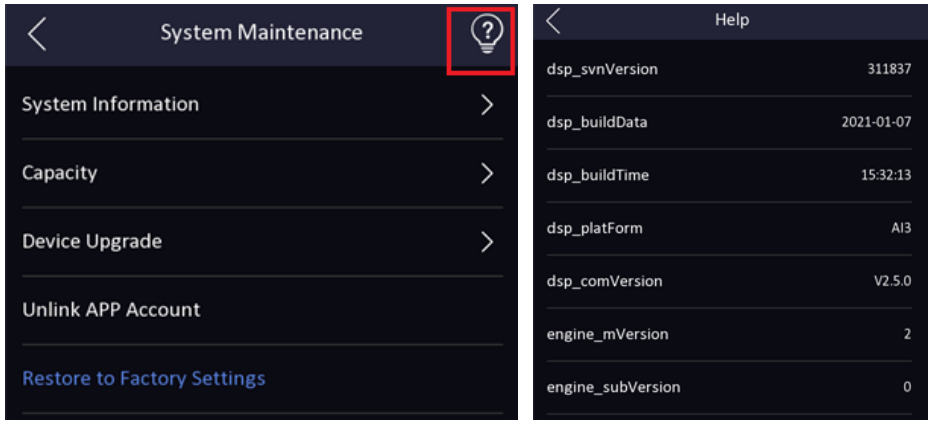 System Maintenance
System Information
Capacity
Device Upgrade
Unlink APP Account
Restore to Factory Settings
Help
dsp_svnVersion 311837
dsp_buildData 2021-01-07
dsp_buildTime 15:32:13
dsp_platForm AI3
dsp_comVersion V2.5.0
engine_mVersion 2
engine_subVersion 0